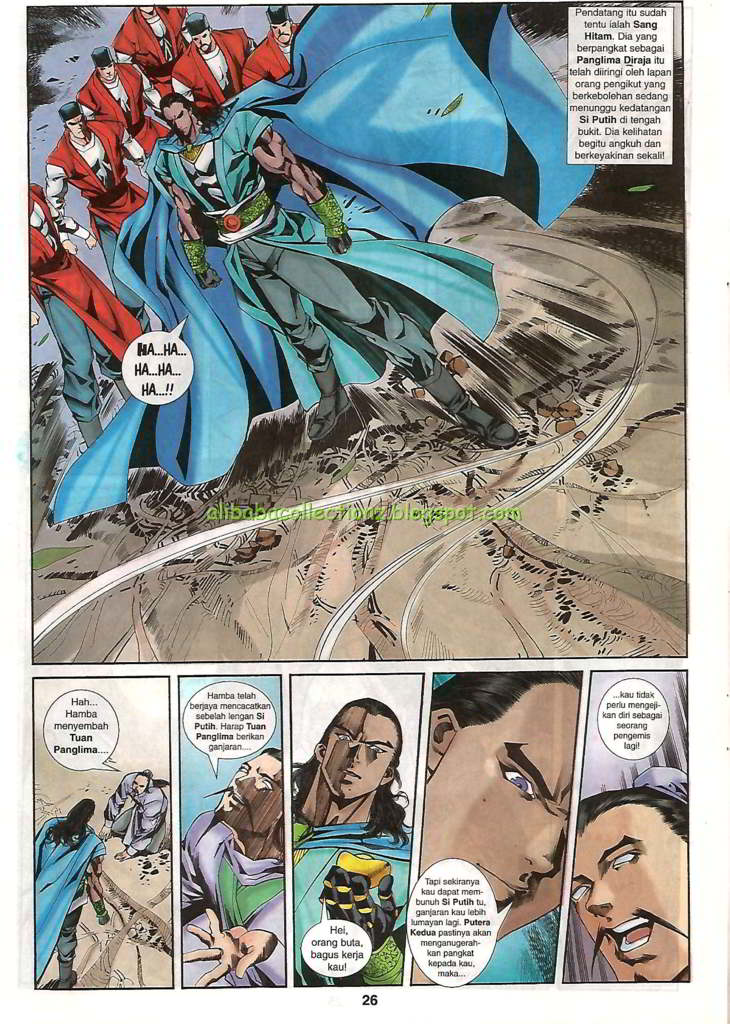 Pendatang itu sudah
tentu ialah Sang
Hitam. Dia yang
berpangkat sebagai
Panglima Diraja itu
telah diiringi oleh lapan
orang pengikut yang
berkebolehan sedang
menunggu kedatangan
Si Putih di tengah
bukit. Dia kelihatan
begitu angkuh dan
berkeyakinan sekali!
HA...HA...
HA...HA...
HA...!!
alibabacollectionz.blogspot.com
Hah...
Hamba
menyembah
Tuan
Panglima....
Hamba telah
berjaya mencacatkan
sebelah lengan Si
Putih. Harap Tuan
Panglima berikan
ganjaran....
Hei,
orang buta,
bagus kerja
kau!
Tapi sekiranya
kau dapat mem-
bunuh Si Putih tu,
ganjaran kau lebih
lumayan lagi. Putera
Kedua pastinya akan
menganugerah-
kan pangkat
kepada kau,
maka...
...kau tidak
perlu mengeji-
kan diri sebagai
seorang
pengemis
lagi!
26